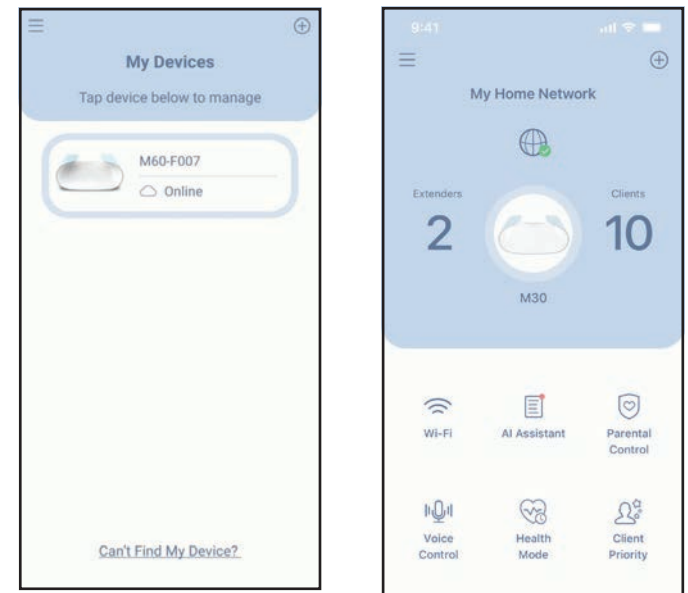 My Devices
Tap device below to manage
M60-F007
Online
Can't Find My Device?
9:41
My Home Network
Extenders
2
Clients
10
M30
Wi-Fi
AI Assistant
Parental
Control
Voice
Control
Health
Mode
Client
Priority